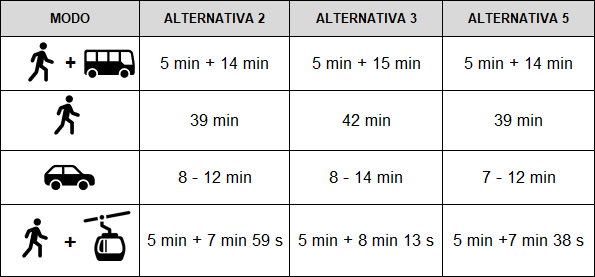 MODO ALTERNATIVA 2 ALTERNATIVA 3 ALTERNATIVA 5
+ 5 min + 14 min 5 min + 15 min 5 min + 14 min
39 min 42 min 39 min
8 - 12 min 8 - 14 min 7 - 12 min
+ 5 min + 7 min 59 s 5 min + 8 min 13 s 5 min +7 min 38 s